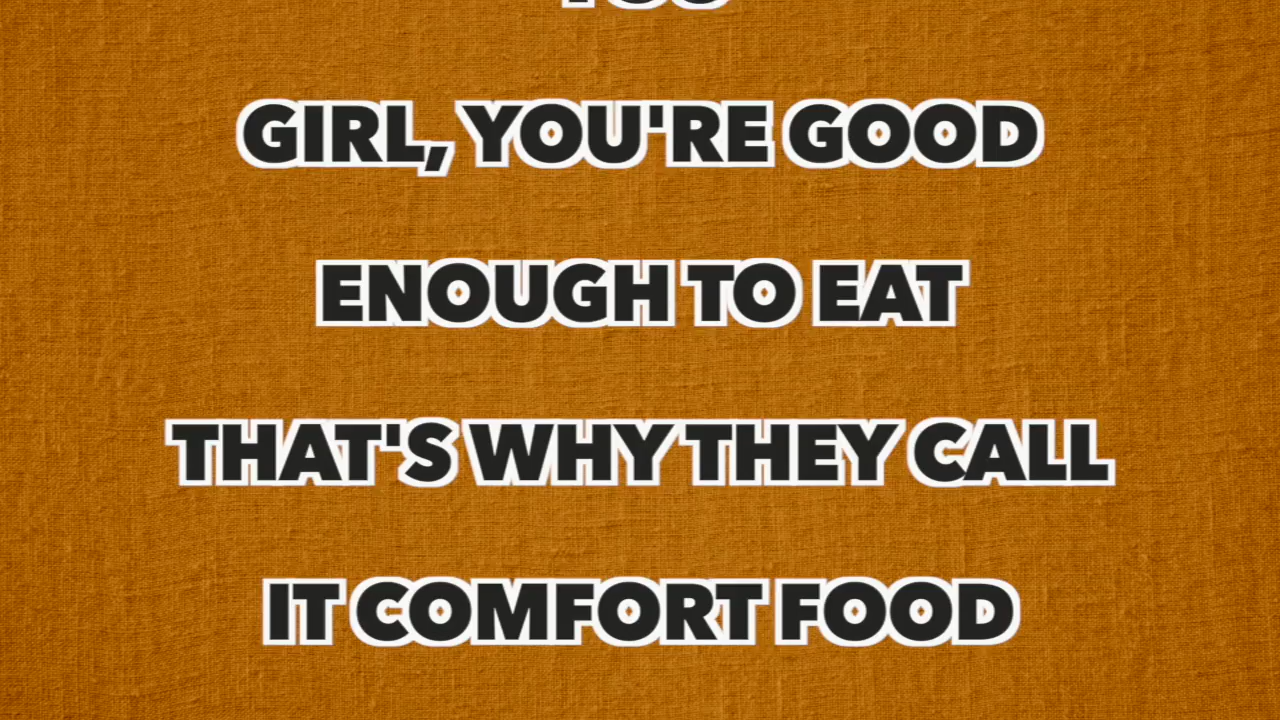 GIRL, YOU'RE GOOD
ENOUGH TO EAT
THAT'S WHY THEY CALL
IT COMFORT FOOD